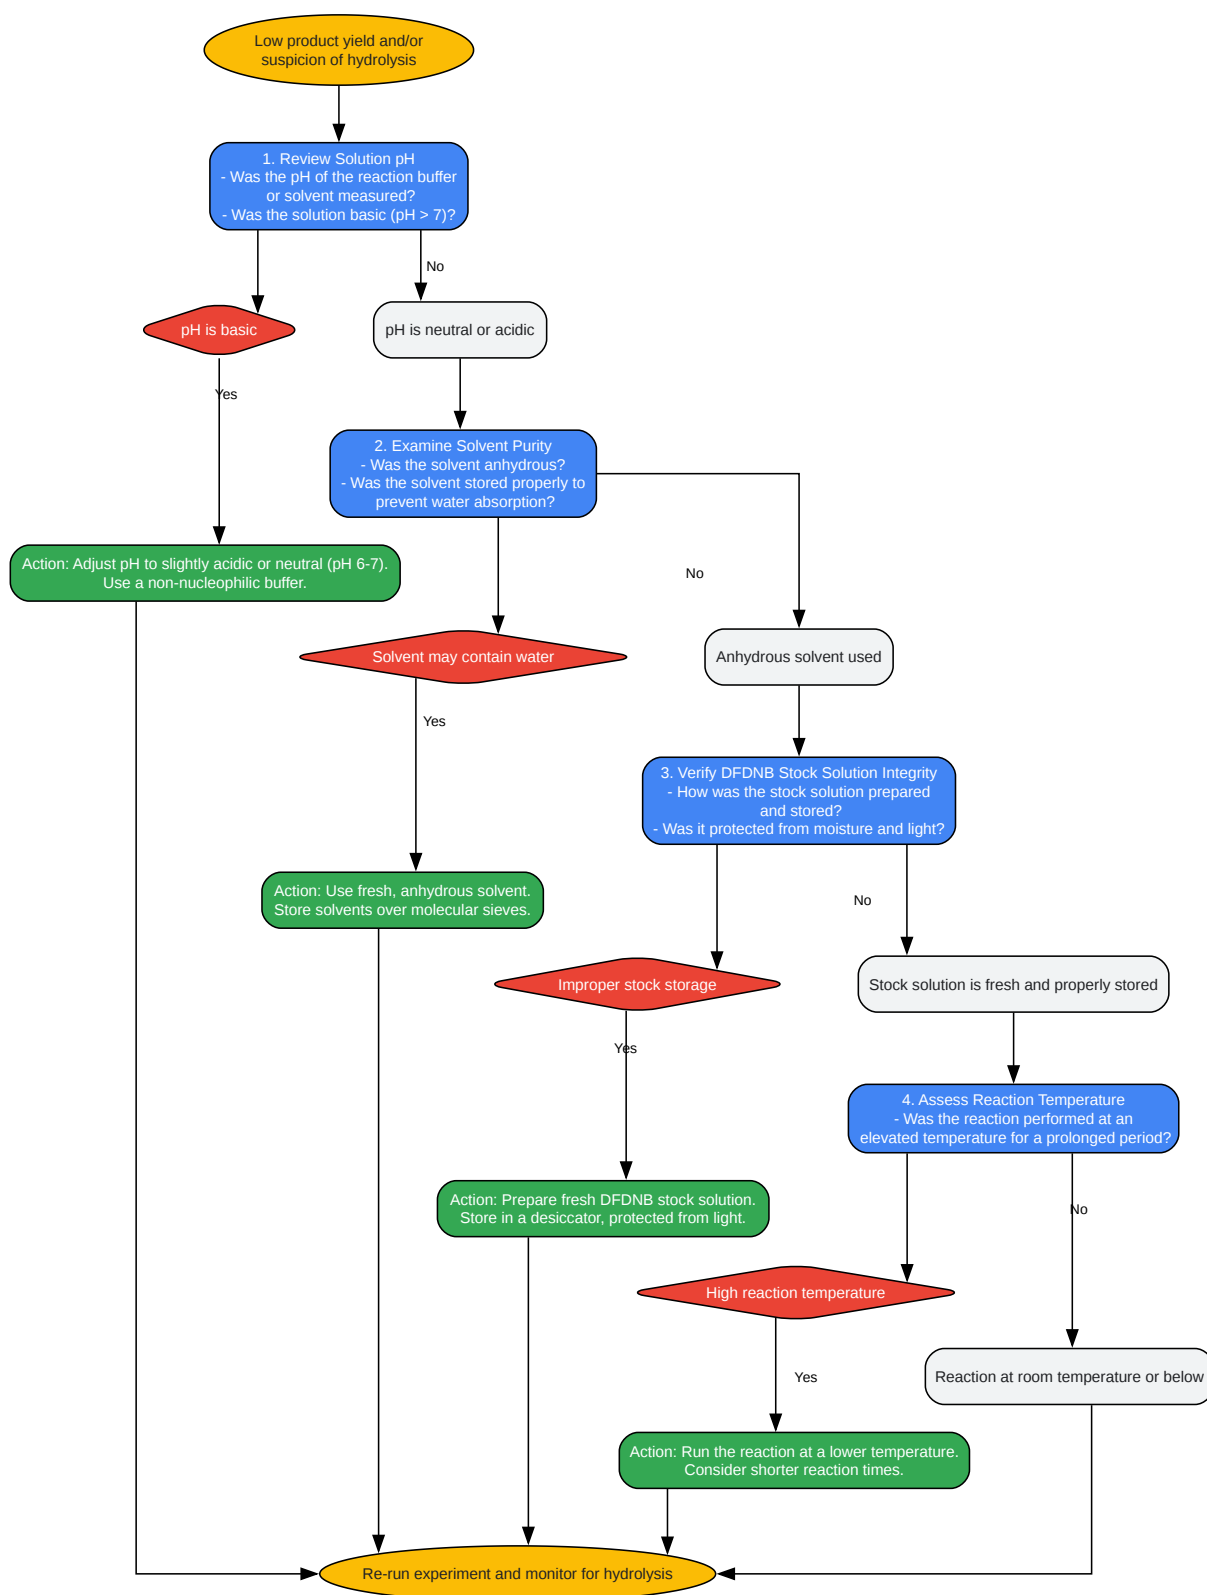 Low product yield and/or
suspicion of hydrolysis
1. Review Solution pH
- Was the pH of the reaction buffer
or solvent measured?
- Was the solution basic (pH > 7)?
No
pH is basic
pH is neutral or acidic
Yes
2. Examine Solvent Purity
- Was the solvent anhydrous?
- Was the solvent stored properly to
prevent water absorption?
Action: Adjust pH to slightly acidic or neutral (pH 6-7).
Use a non-nucleophilic buffer.
No
Solvent may contain water
Anhydrous solvent used
Yes
3. Verify DFDNB Stock Solution Integrity
- How was the stock solution prepared
and stored?
- Was it protected from moisture and light?
Action: Use fresh, anhydrous solvent.
Store solvents over molecular sieves.
No
Improper stock storage
Stock solution is fresh and properly stored
Yes
4. Assess Reaction Temperature
- Was the reaction performed at an
elevated temperature for a prolonged period?
Action: Prepare fresh DFDNB stock solution.
Store in a desiccator, protected from light.
No
High reaction temperature
Yes
Reaction at room temperature or below
Action: Run the reaction at a lower temperature.
Consider shorter reaction times.
Re-run experiment and monitor for hydrolysis